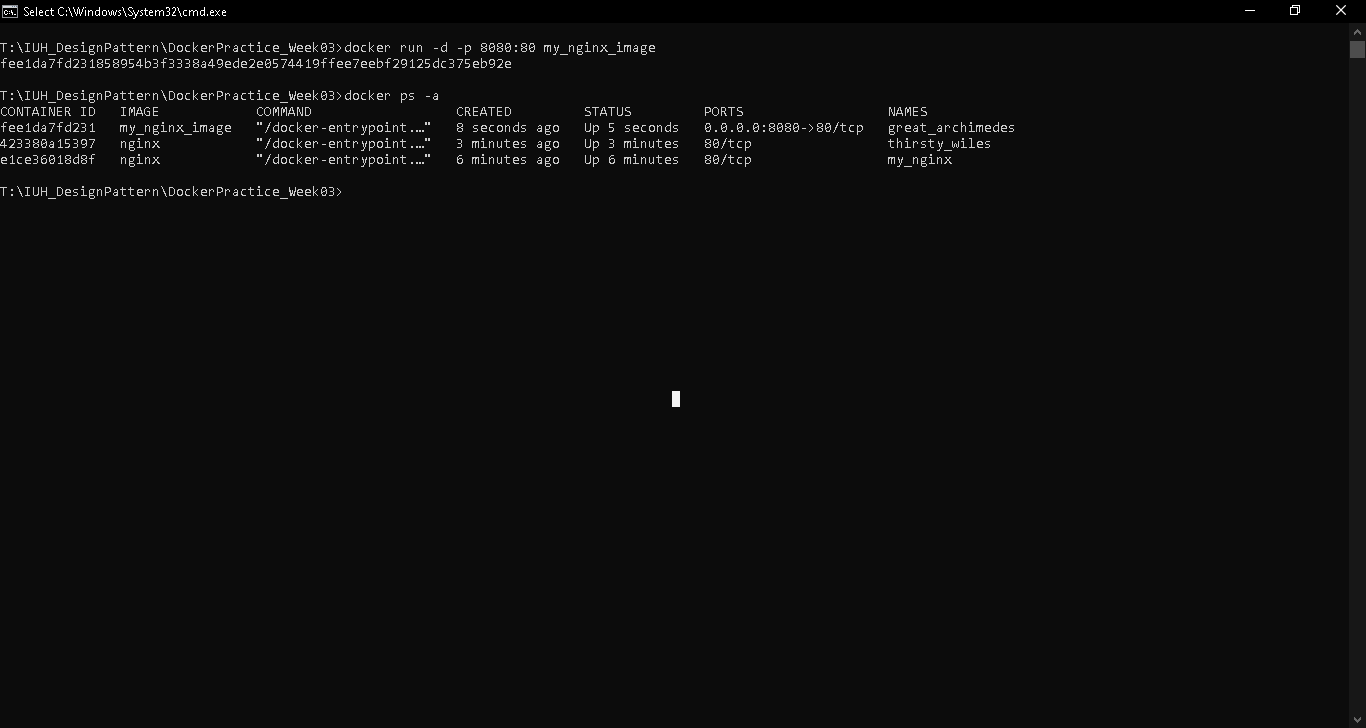 Select C:\Windows\System32\cmd.exe
T:\IUH_DesignPattern\DockerPractice_Week03>docker run -d -p 8080:80 my_nginx_image
fee1da7fd231858954b3f3338a49ede2e0574419ffee7eebf29125dc375eb92e
T:\IUH_DesignPattern\DockerPractice_Week03>docker ps -a
CONTAINER ID   IMAGE            COMMAND                  CREATED         STATUS         PORTS                  NAMES
fee1da7fd231   my_nginx_image   "/docker-entrypoint.…"   8 seconds ago   Up 5 seconds   0.0.0.0:8080->80/tcp   great_archimedes
423380a15397   nginx            "/docker-entrypoint.…"   3 minutes ago   Up 3 minutes   80/tcp                 thirsty_wiles
e1ce36018d8f   nginx            "/docker-entrypoint.…"   6 minutes ago   Up 6 minutes   80/tcp                 my_nginx
T:\IUH_DesignPattern\DockerPractice_Week03>